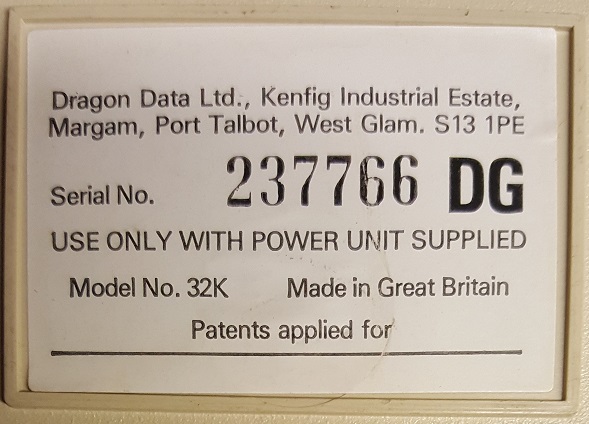 Dragon Data Ltd., Kenfig Industrial Estate,
Margam, Port Talbot, West Glam. S13 1PE
Serial No. 237766 DG
USE ONLY WITH POWER UNIT SUPPLIED
Model No. 32K Made in Great Britain
Patents applied for